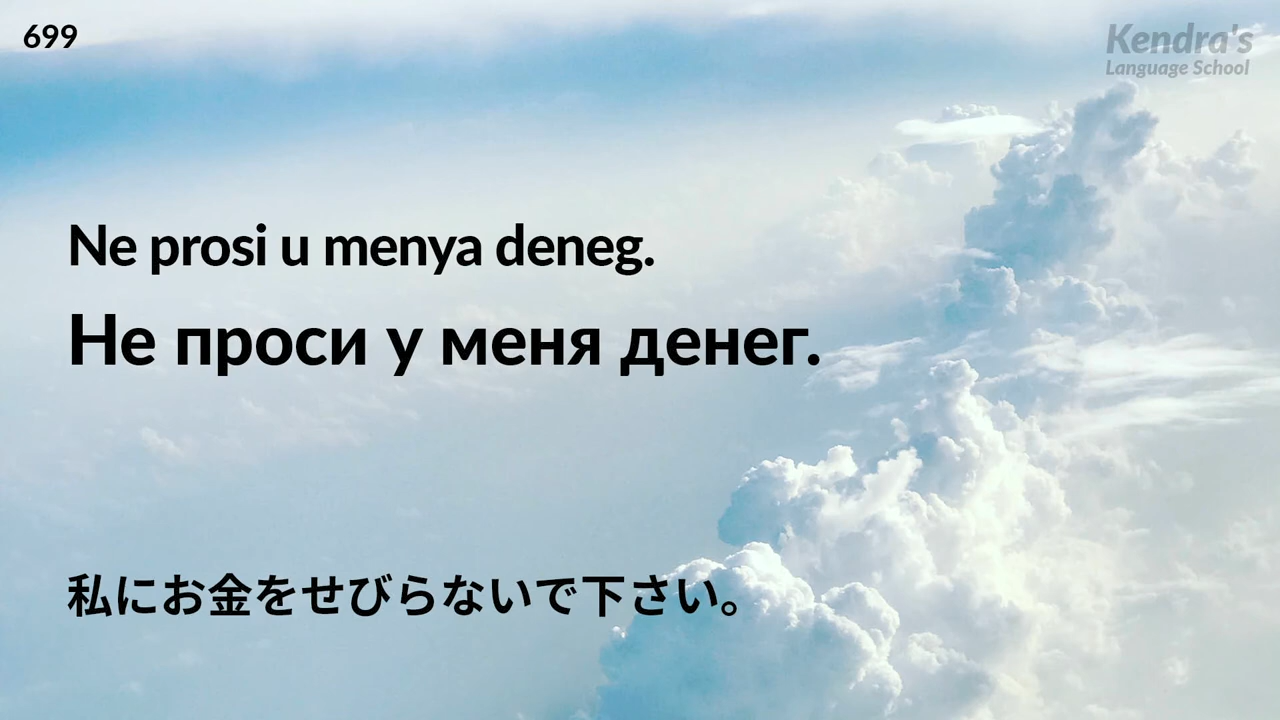 699
Kendra's
Language School
Ne prosi u menya deneg.
Не проси у меня денег.
私にお金をせびらないで下さい。